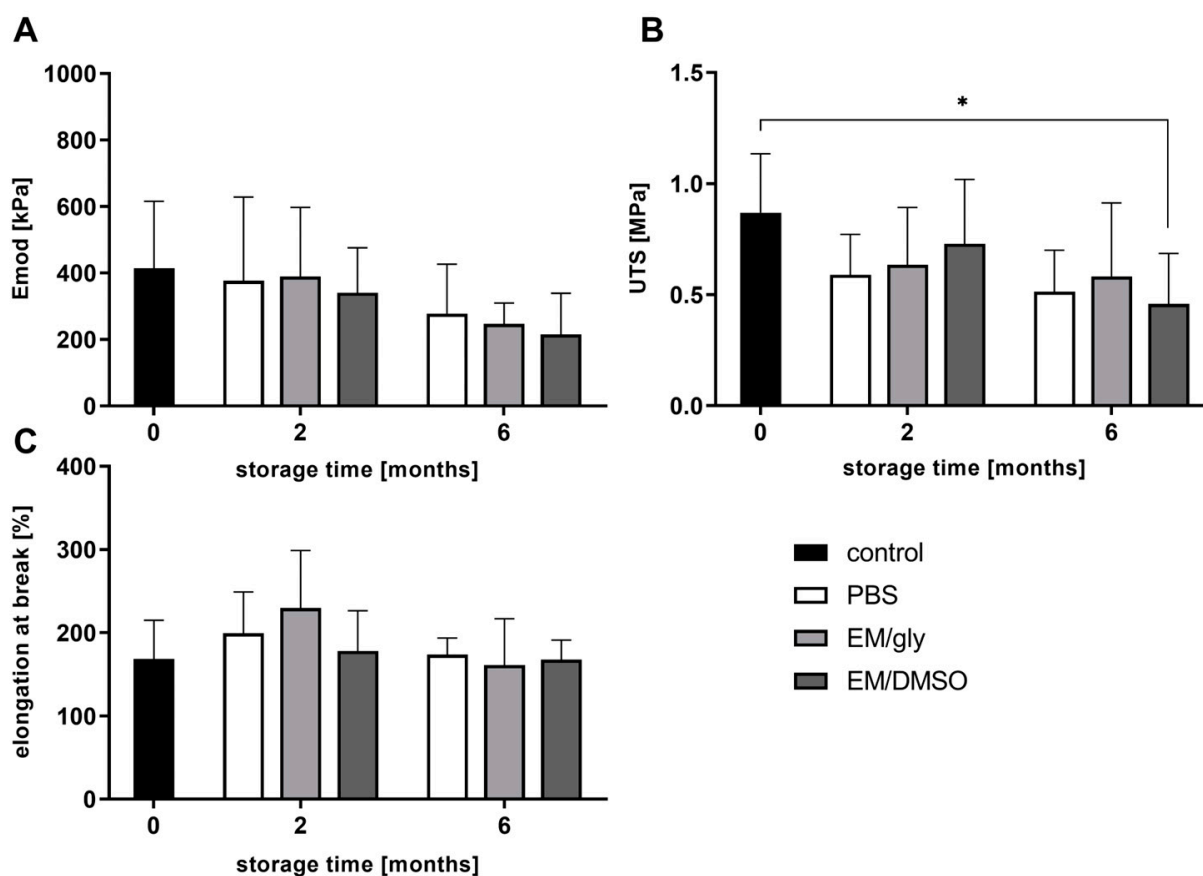 A
Emod [kPa]
1000
800
600
400
200
0
0 2 6
storage time [months]
B
UTS [MPa]
1.5
1.0
0.5
0.0
*
0 2 6
storage time [months]
C
elongation at break [%]
400
300
200
100
0
0 2 6
storage time [months]
control
PBS
EM/gly
EM/DMSO